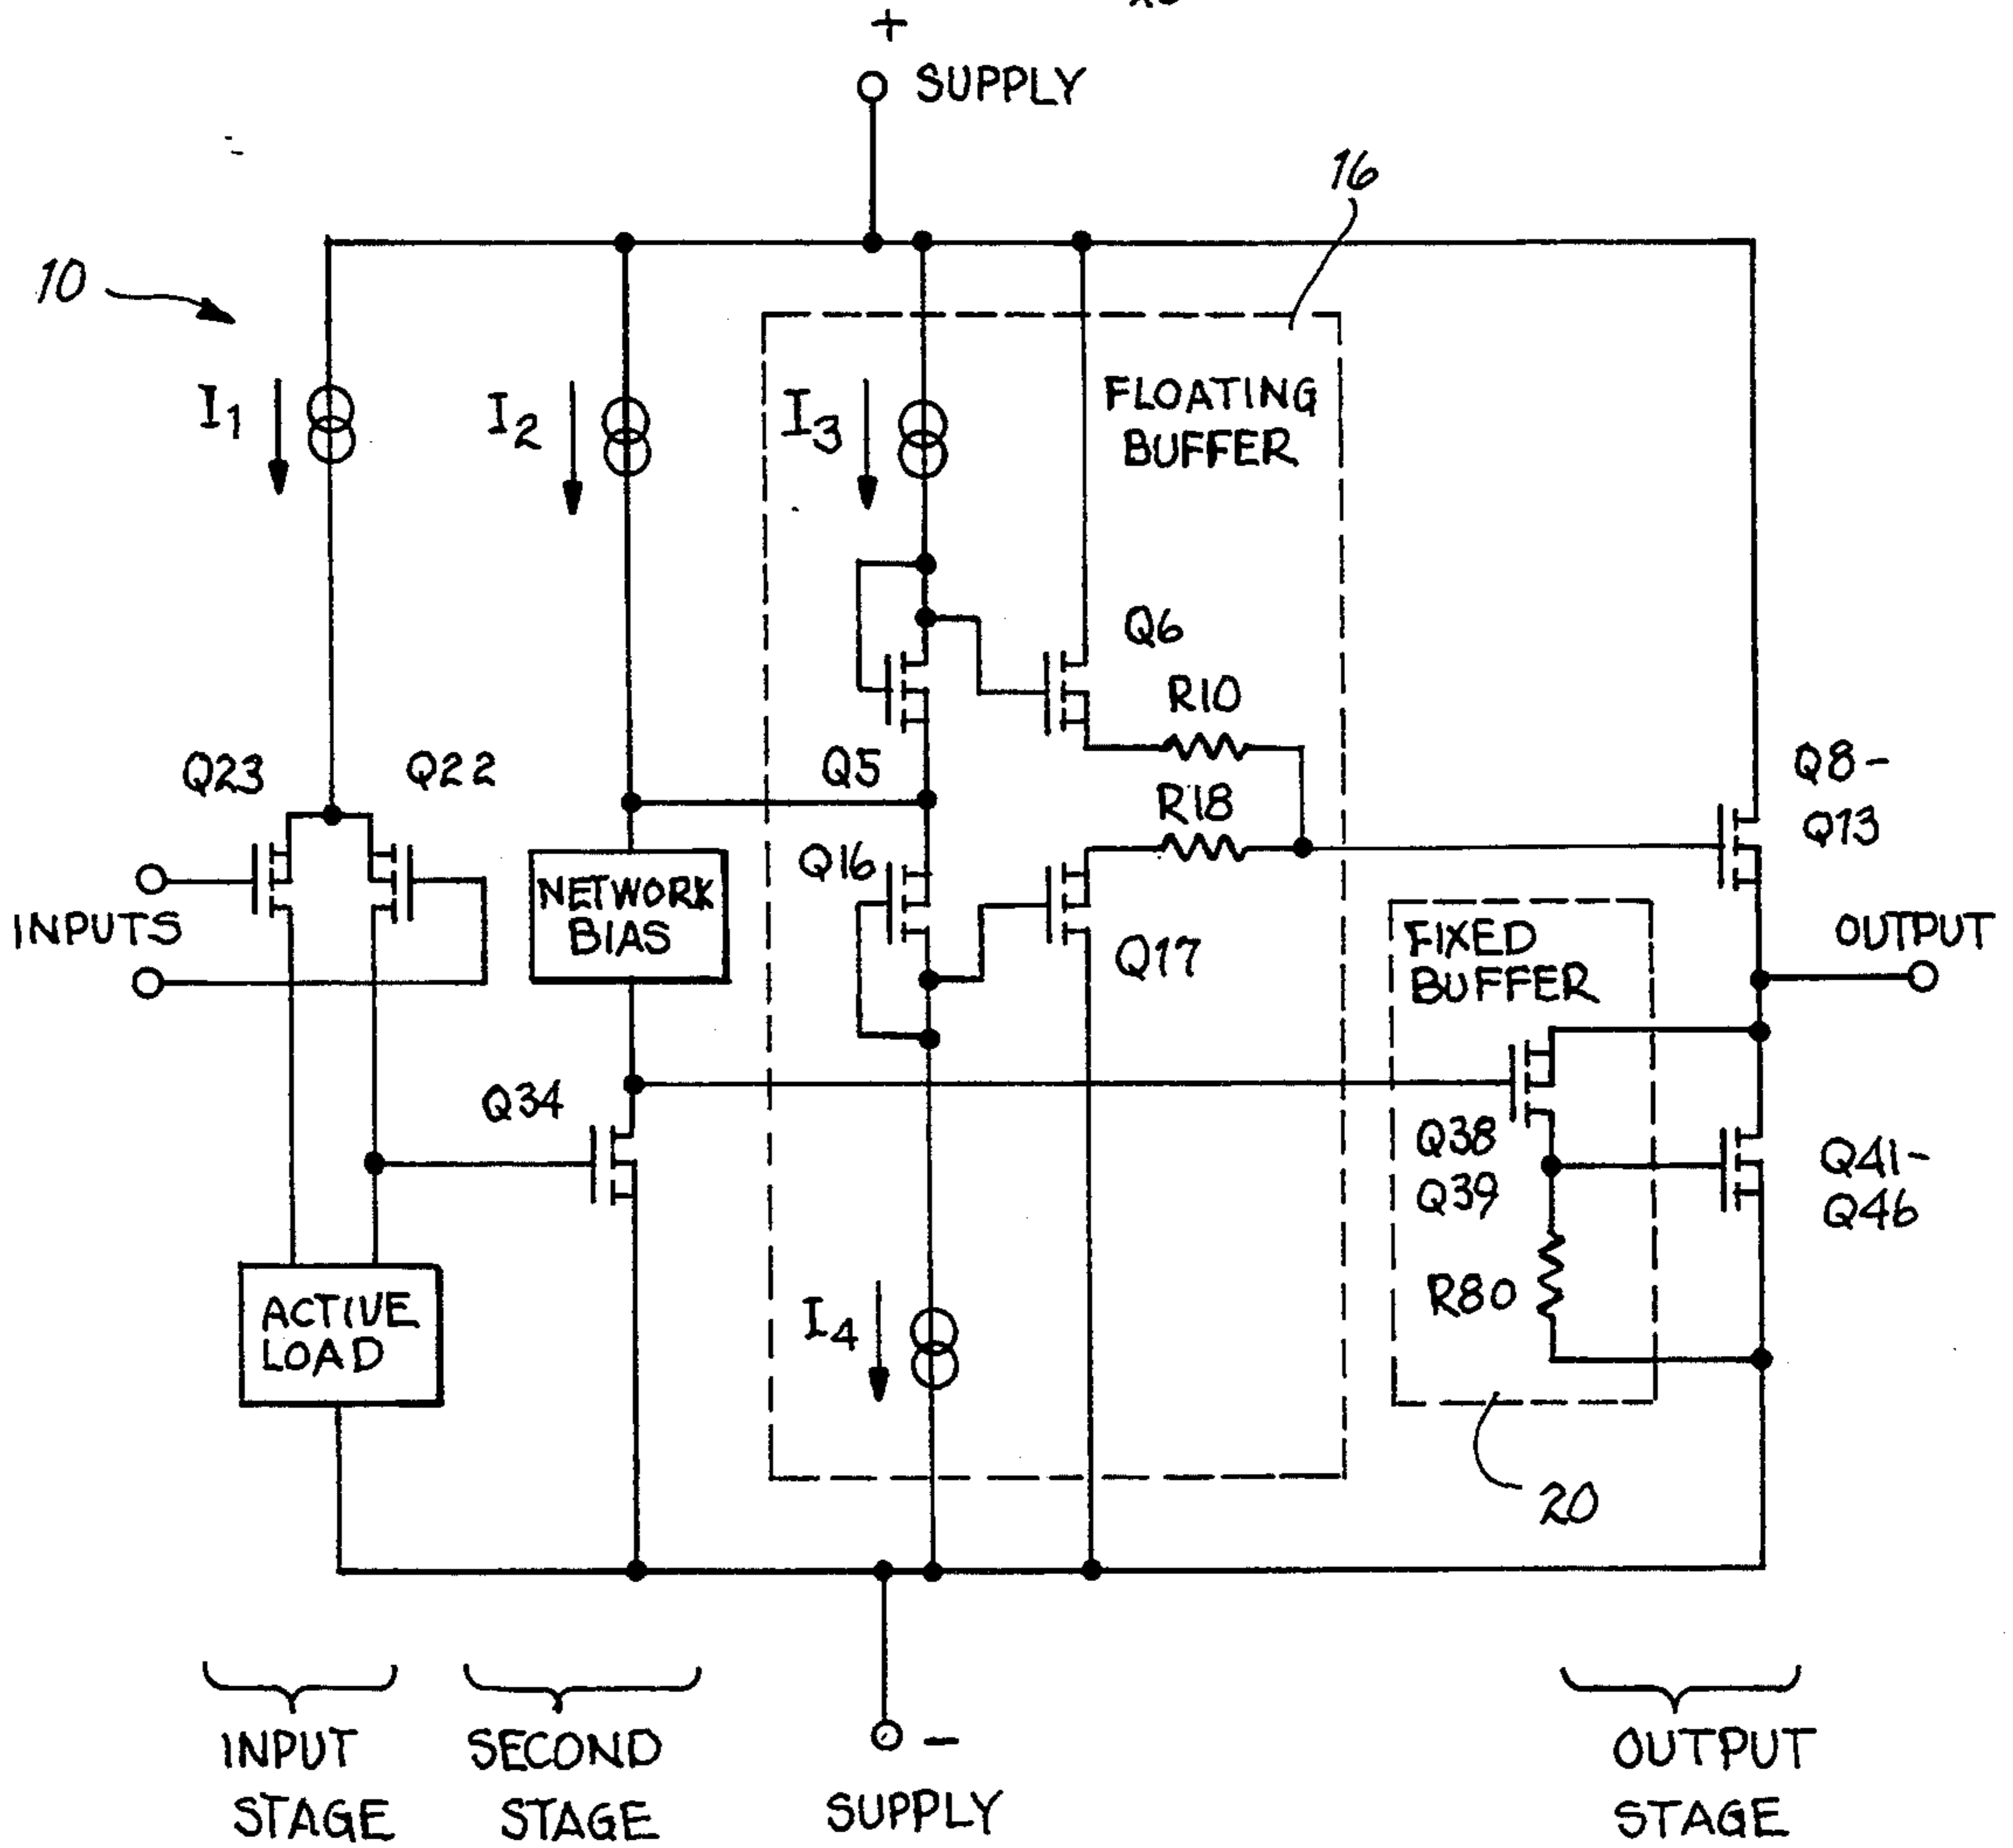 +
SUPPLY
16
10
I1
I2
I3
FLOATING
BUFFER
Q6
R10
Q23
Q22
Q5
R18
Q8-
Q13
Q16
NETWORK
BIAS
INPUTS
Q17
FIXED
BUFFER
OUTPUT
Q34
Q38
Q39
Q41-
Q46
R80
ACTIVE
LOAD
I4
20
INPUT
STAGE
SECOND
STAGE
-
SUPPLY
OUTPUT
STAGE